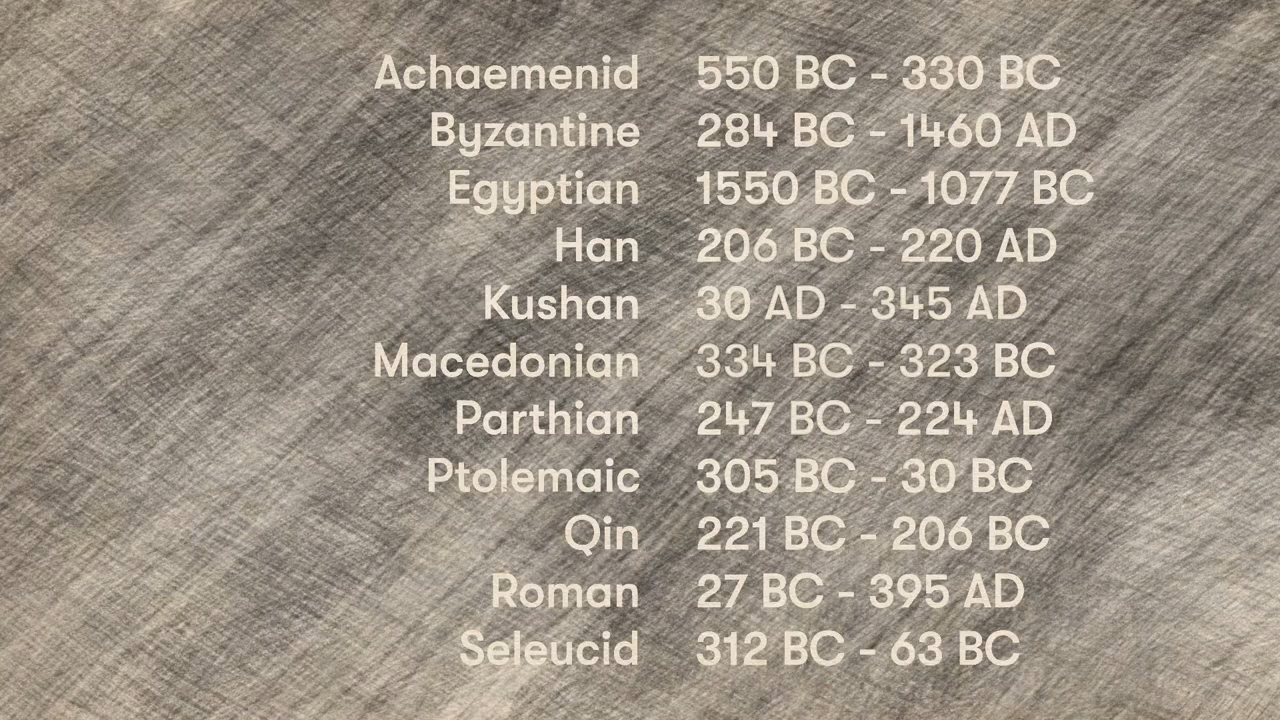 Achaemenid 550 BC - 330 BC
Byzantine 284 BC - 1460 AD
Egyptian 1550 BC - 1077 BC
Han 206 BC - 220 AD
Kushan 30 AD - 345 AD
Macedonian 334 BC - 323 BC
Parthian 247 BC - 224 AD
Ptolemaic 305 BC - 30 BC
Qin 221 BC - 206 BC
Roman 27 BC - 395 AD
Seleucid 312 BC - 63 BC